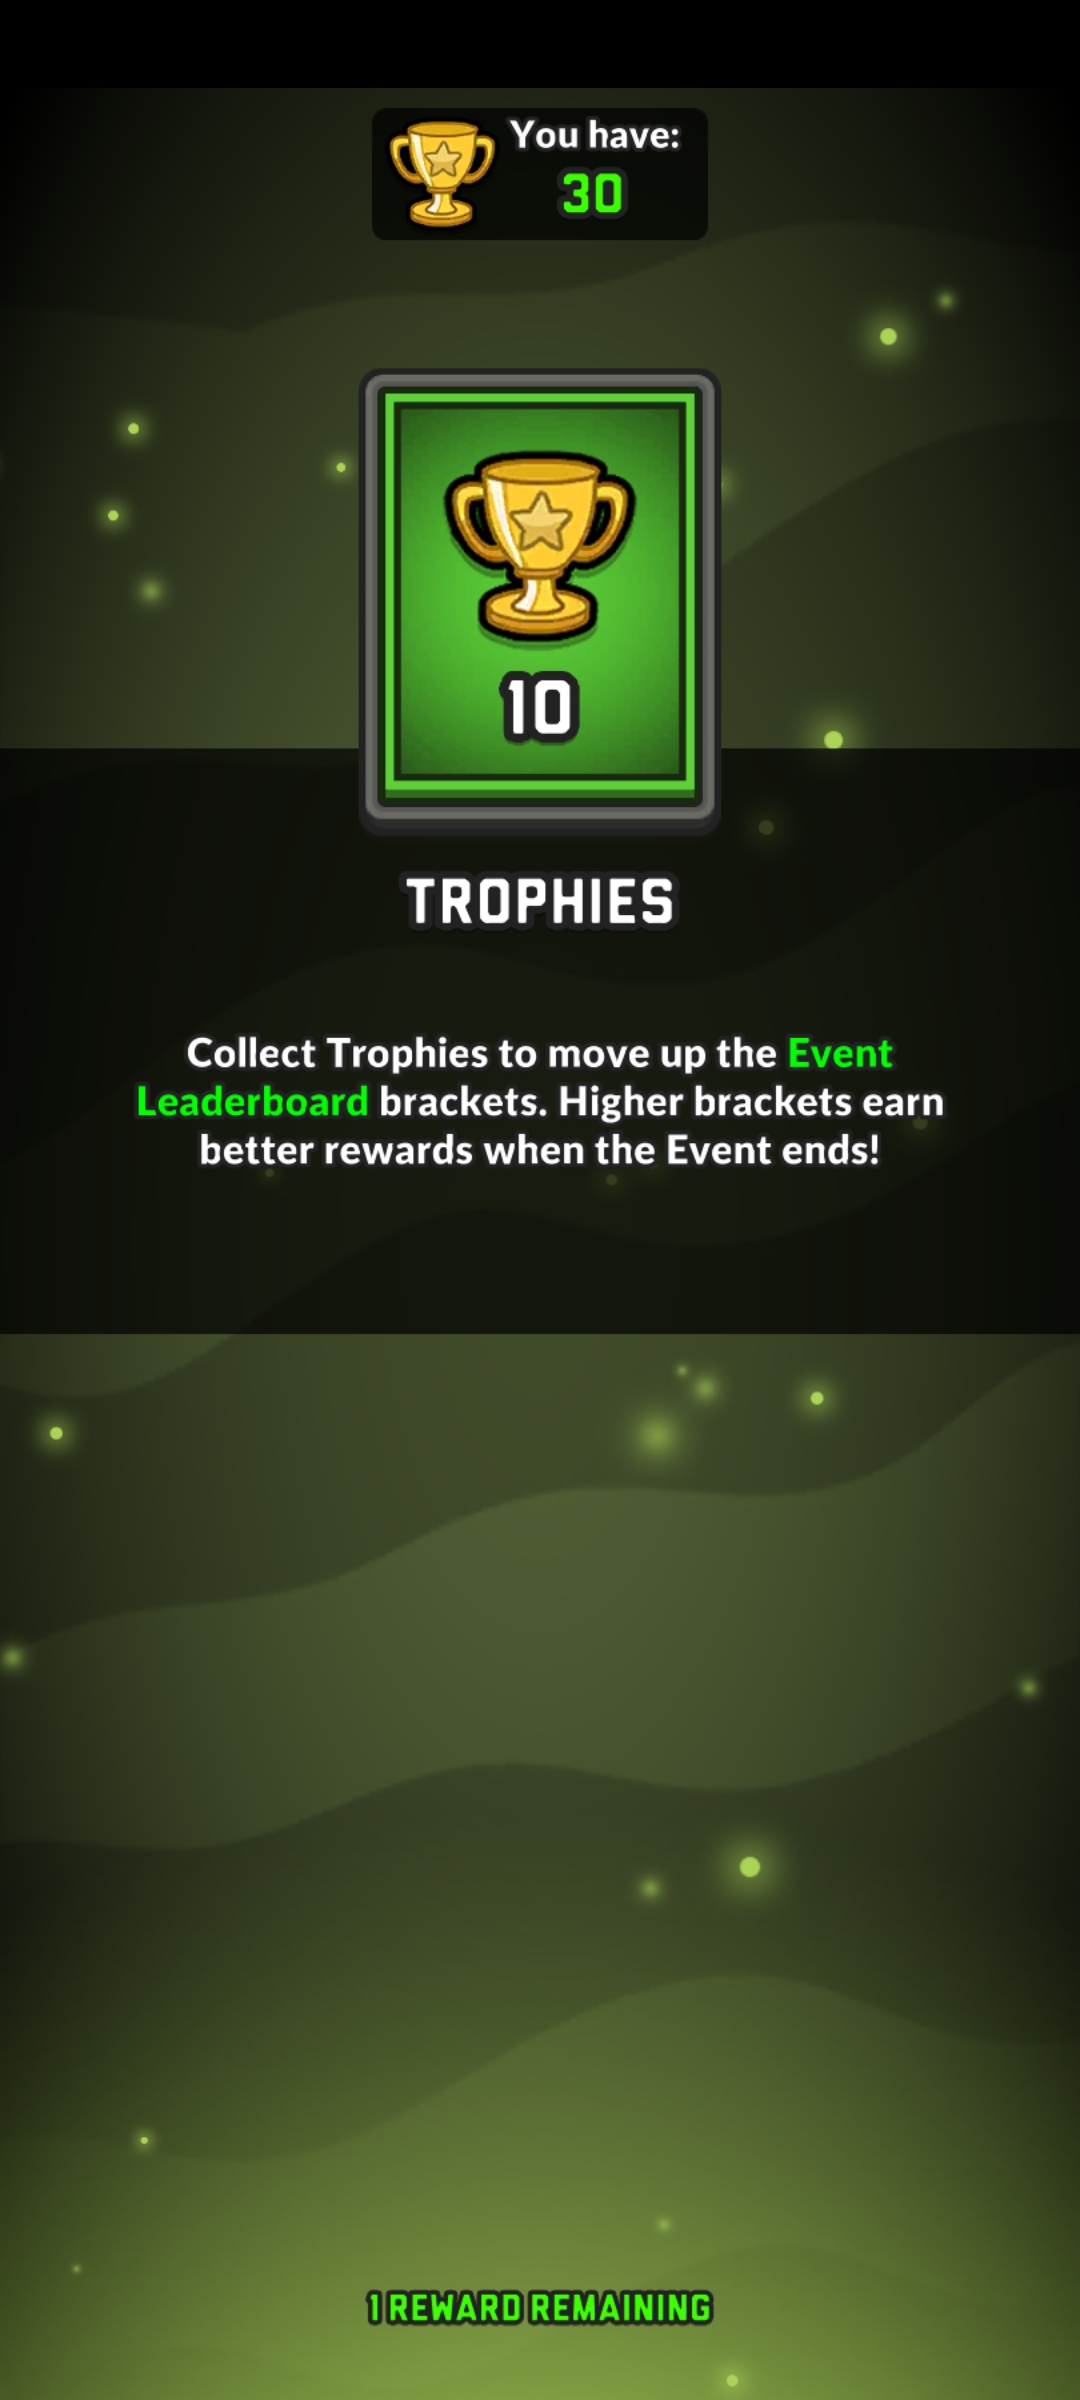 You have:
30
10
TROPHIES
Collect Trophies to move up the Event
Leaderboard brackets. Higher brackets earn
better rewards when the Event ends!
1 REWARD REMAINING